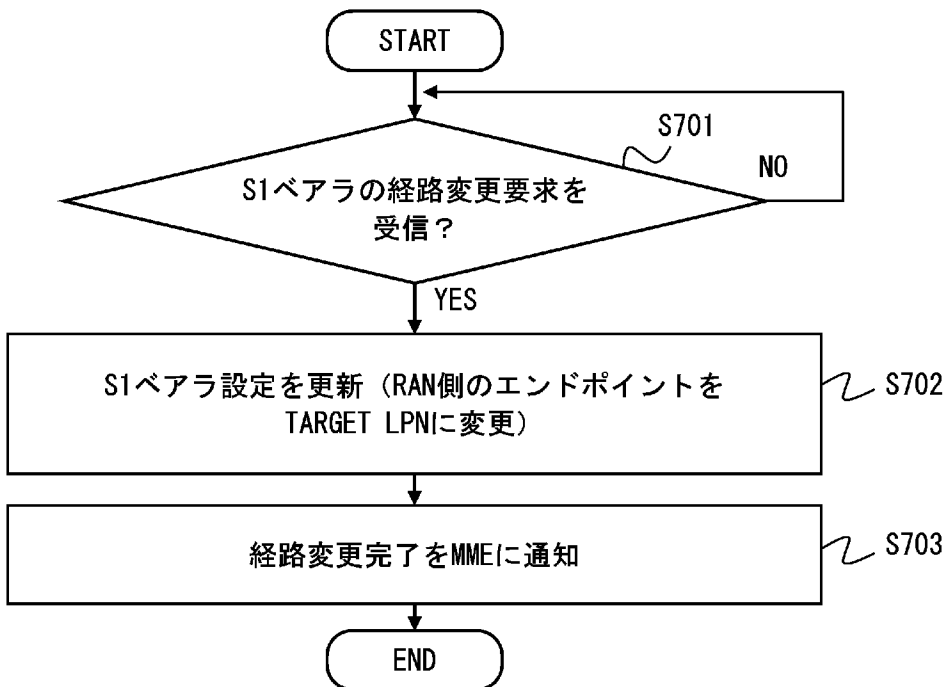 START
S701
NO
S1ベアラの経路変更要求を
受信？
YES
S1ベアラ設定を更新（RAN側のエンドポイントを
TARGET LPNに変更）
S702
経路変更完了をMMEに通知
S703
END